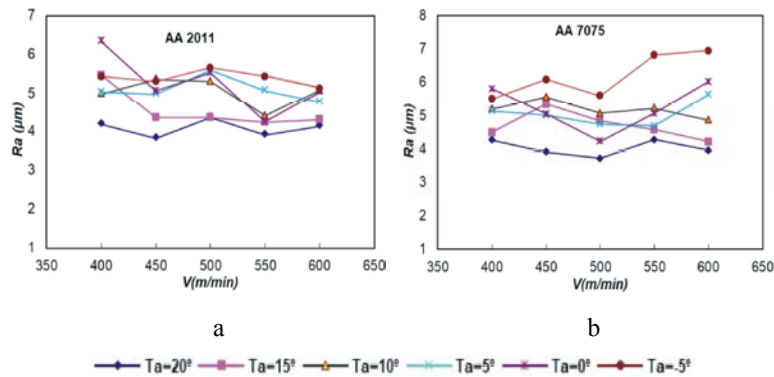 AA 2011
Ra (µm)
7
6
5
4
3
2
1
350 400 450 500 550 600 650
V(m/min)
a
AA 7075
Ra (µm)
8
7
6
5
4
3
2
1
350 400 450 500 550 600 650
V(m/min)
b
Ta=20º Ta=15º Ta=10º Ta=5º Ta=0º Ta=-5º